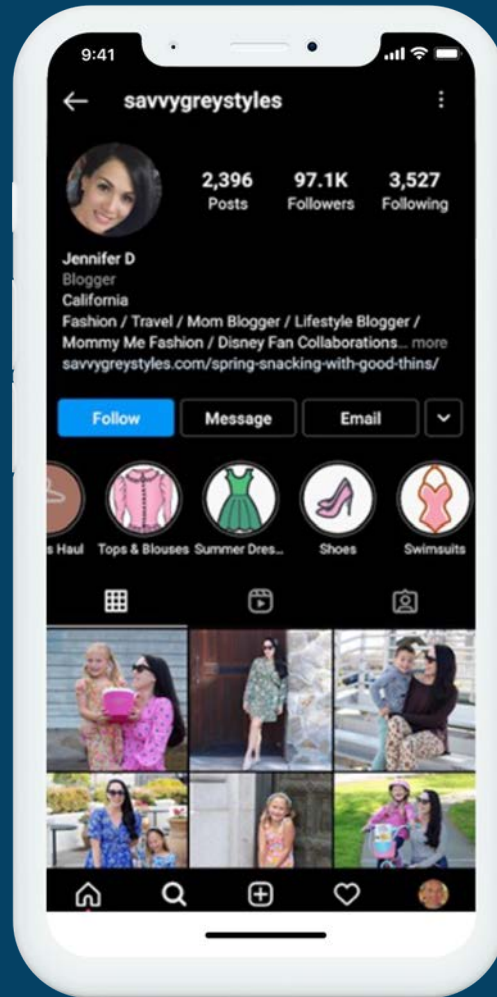 9:41
savvygreystyles
2,396 97.1K 3,527
Posts Followers Following
Jennifer D
Blogger
California
Fashion / Travel / Mom Blogger / Lifestyle Blogger /
Mommy Me Fashion / Disney Fan Collaborations... more
savvygreystyles.com/spring-snacking-with-good-thins/
Follow Message Email
s Haul Tops & Blouses Summer Dres... Shoes Swimsuits